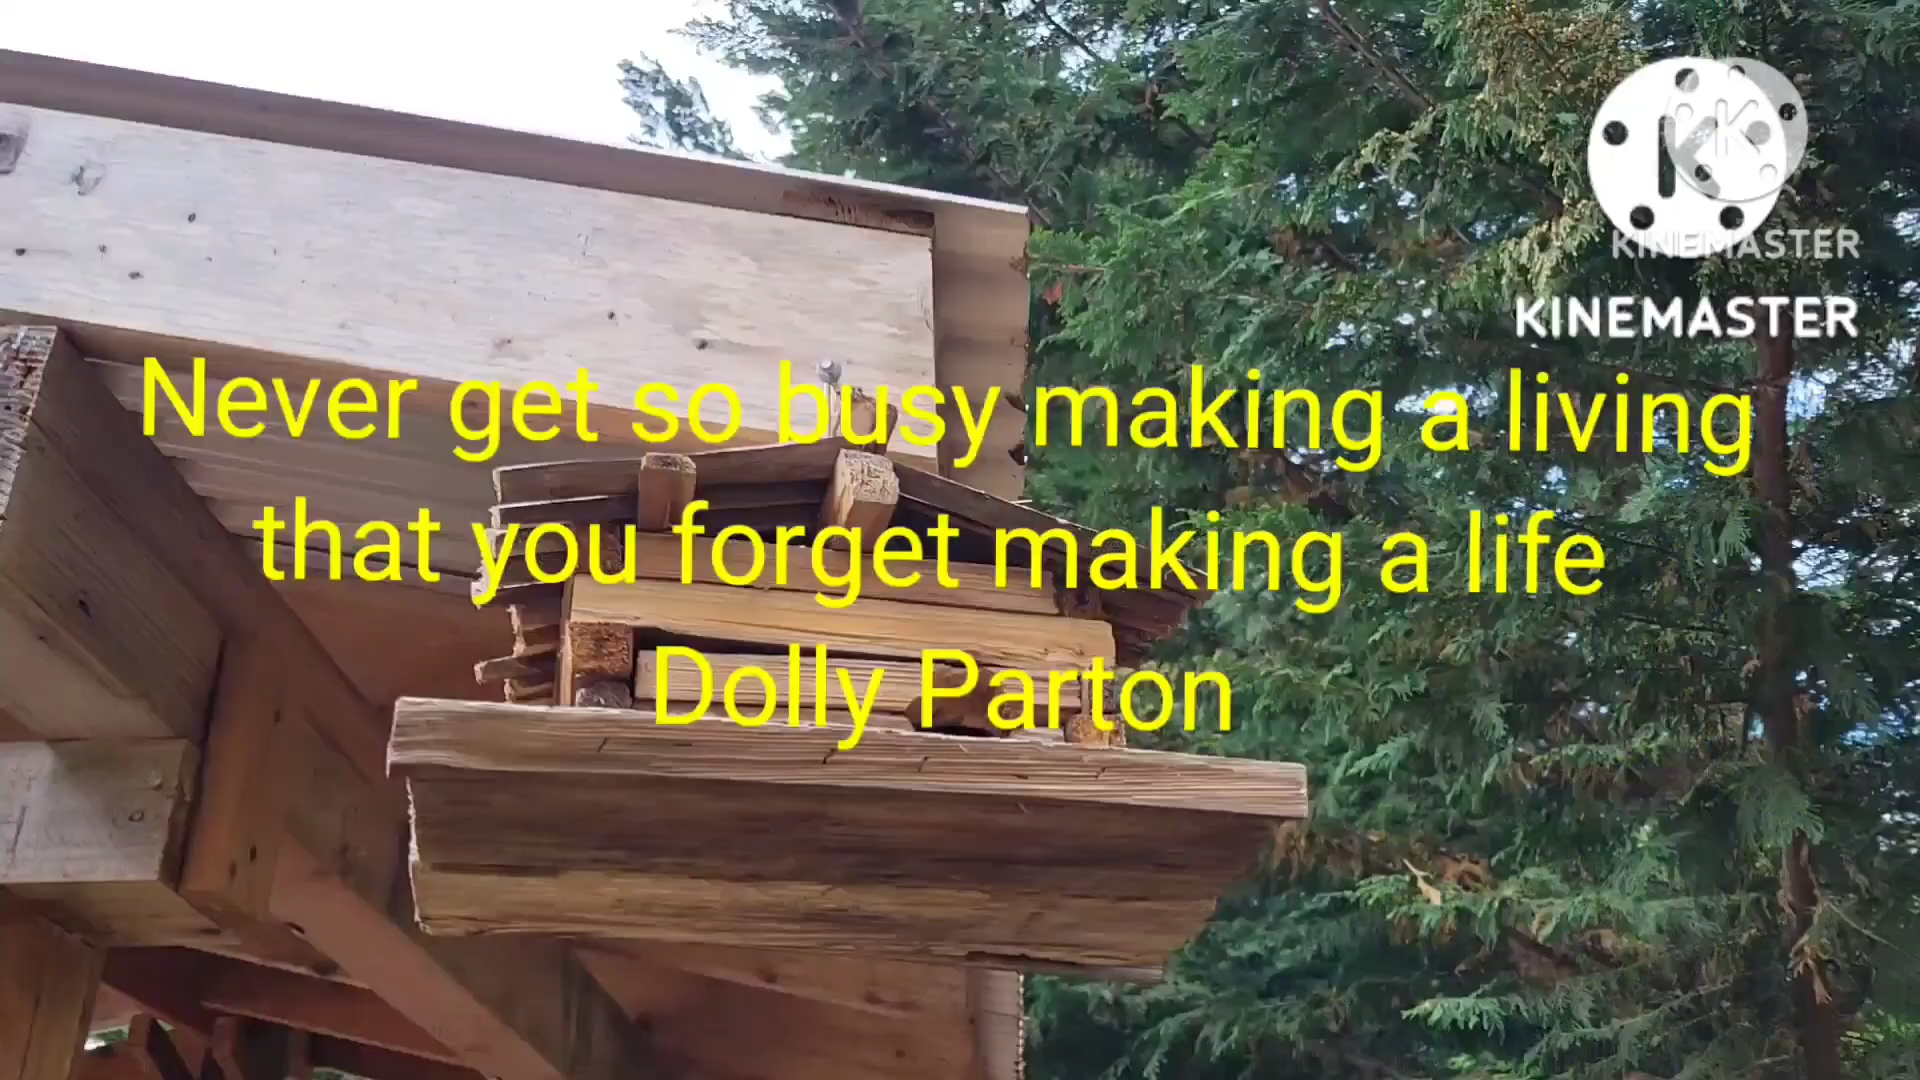 KINEMASTER
KINEMASTER
Never get so busy making a living
that you forget making a life
Dolly Parton